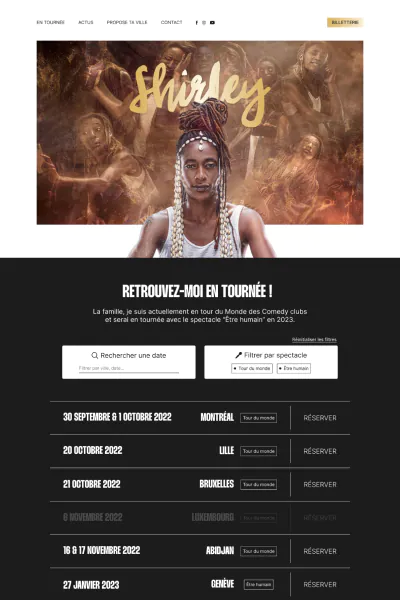 EN TOURNÉE ACTUS PROPOSE TA VILLE CONTACT BILLETTERIE
Shirley
RETROUVEZ-MOI EN TOURNÉE !
La famille, je suis actuellement en tour du Monde des Comedy clubs
et serai en tournée avec le spectacle "Être humain" en 2023.
Réinitialiser les filtres
Rechercher une date
Filtrer par ville, date...
Filtrer par spectacle
Tour du monde Être humain
30 SEPTEMBRE & 1 OCTOBRE 2022 MONTRÉAL Tour du monde RÉSERVER
20 OCTOBRE 2022 LILLE Tour du monde RÉSERVER
21 OCTOBRE 2022 BRUXELLES Tour du monde RÉSERVER
6 NOVEMBRE 2022 LUXEMBOURG Tour du monde RÉSERVER
16 & 17 NOVEMBRE 2022 ABIDJAN Tour du monde RÉSERVER
27 JANVIER 2023 GENÈVE Être humain RÉSERVER